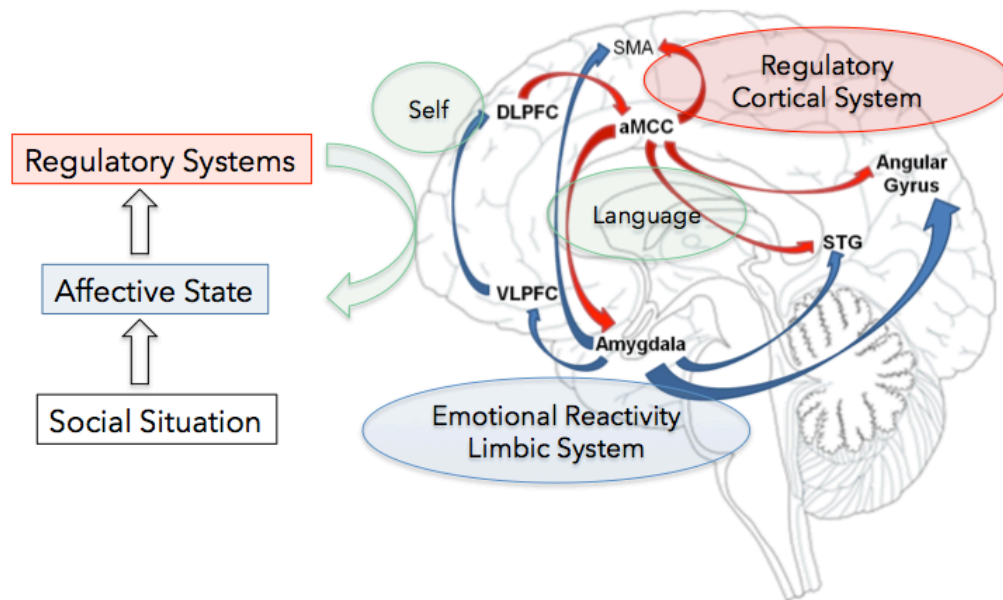 SMA
Regulatory
Cortical System
Self
DLPFC
aMCC
Regulatory Systems
Angular
Gyrus
Language
STG
Affective State
VLPFC
Amygdala
Social Situation
Emotional Reactivity
Limbic System